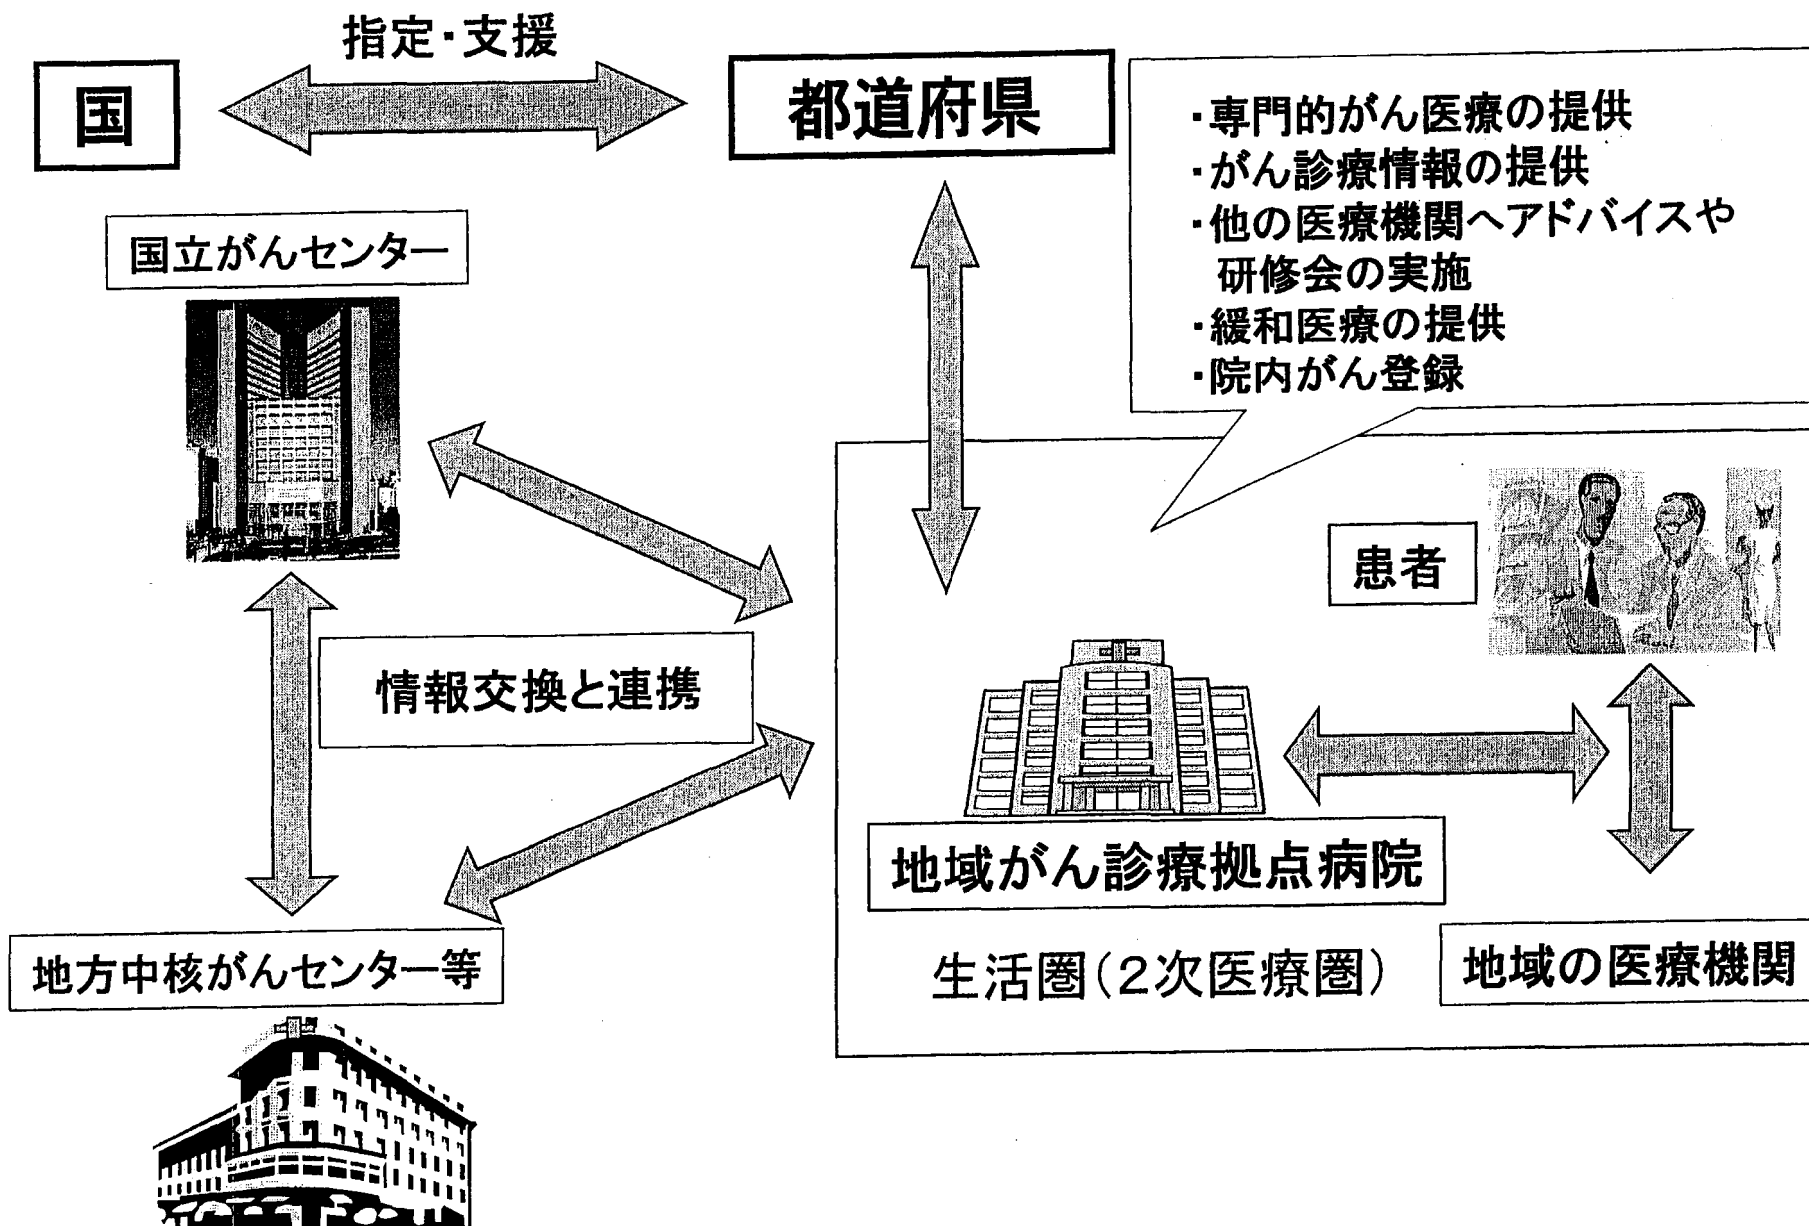 指定・支援
国
都道府県
・専門的がん医療の提供
・がん診療情報の提供
・他の医療機関へアドバイスや
研修会の実施
・緩和医療の提供
・院内がん登録
国立がんセンター
患者
情報交換と連携
地域がん診療拠点病院
地方中核がんセンター等
生活圏(2次医療圏)
地域の医療機関